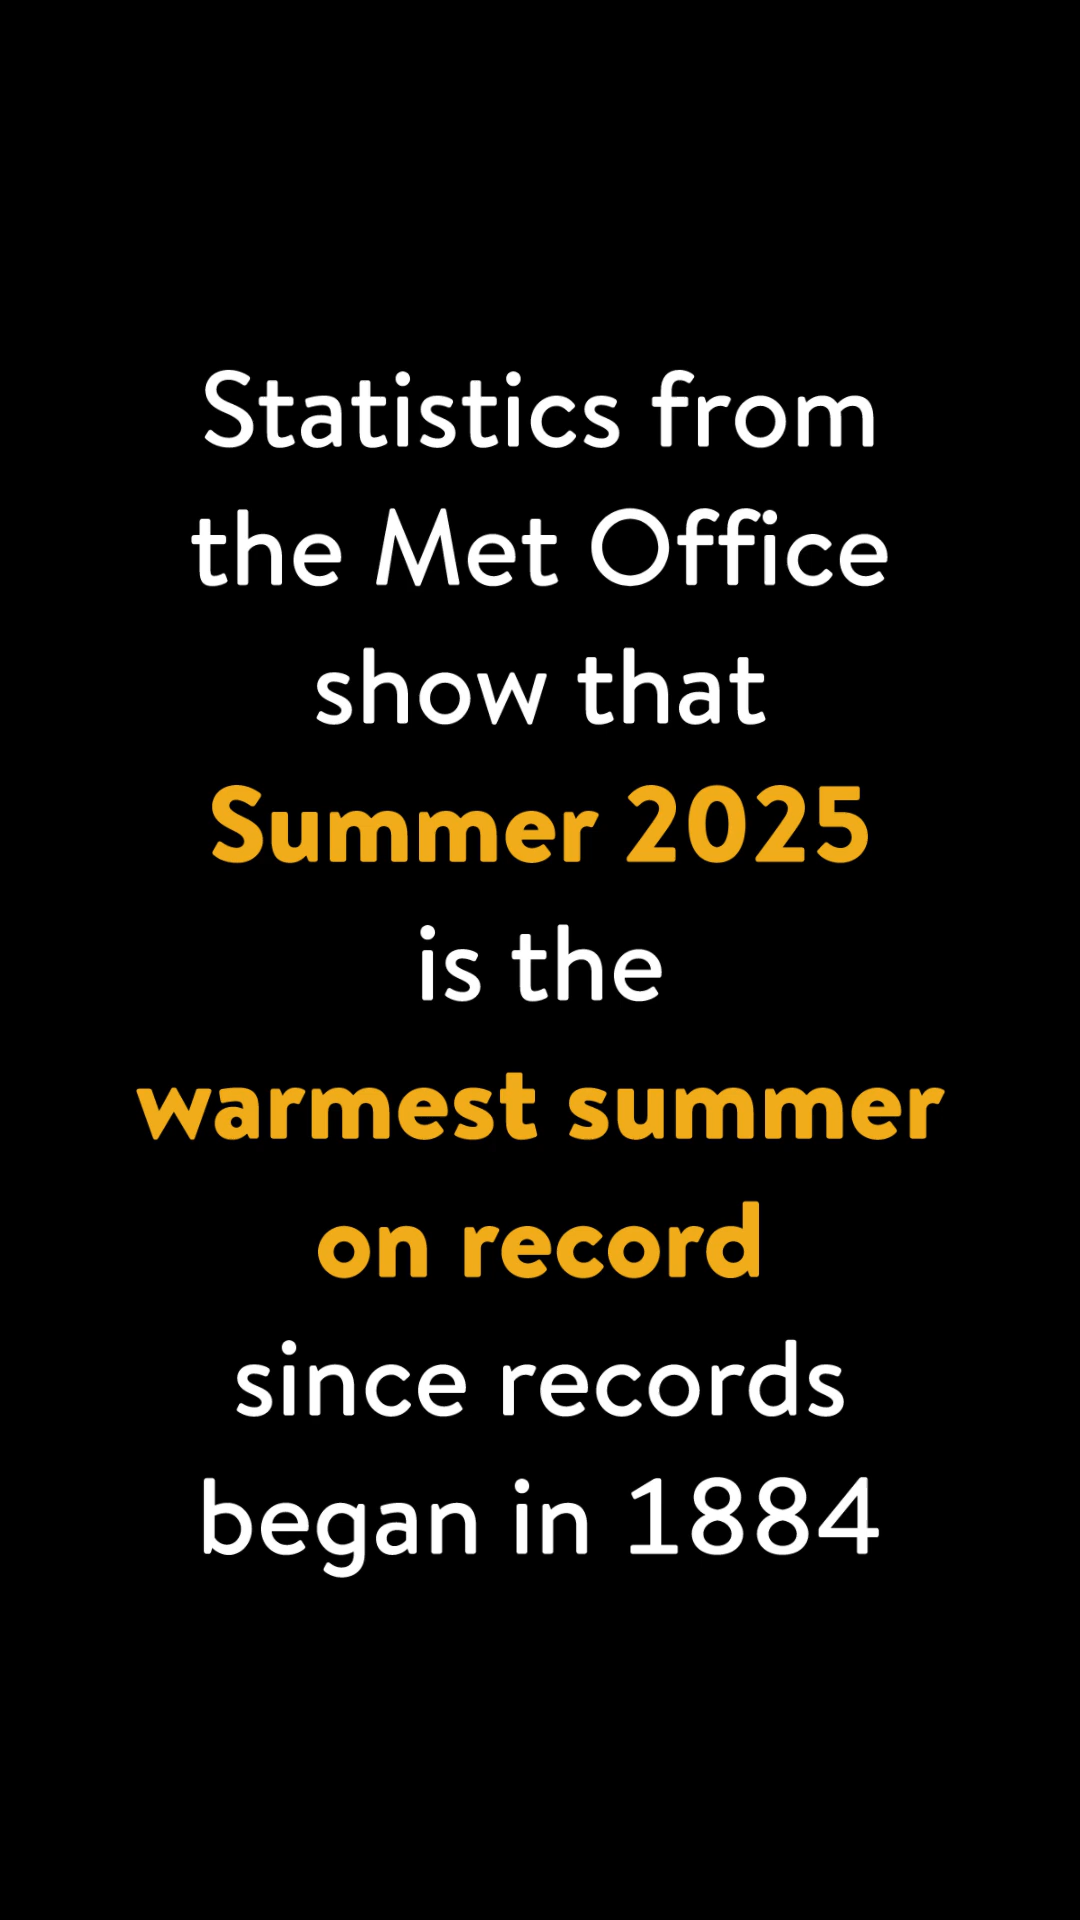 Statistics from
the Met Office
show that
Summer 2025
is the
warmest summer
on record
since records
began in 1884